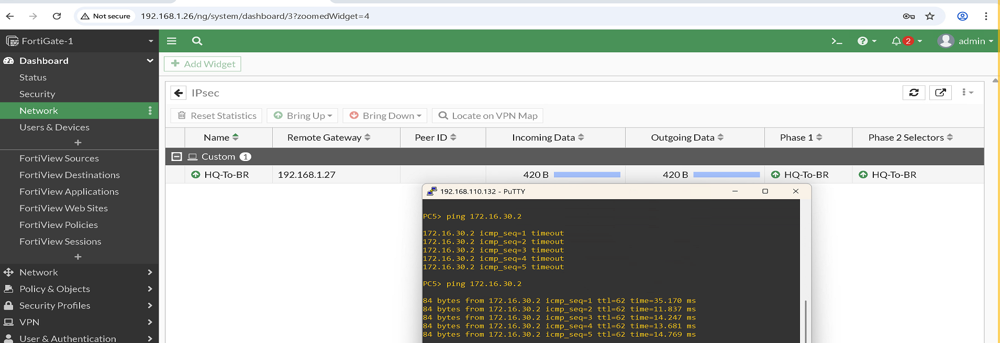 Not secure 192.168.1.26/ng/system/dashboard/3?zoomedWidget=4
FortiGate-1
2
admin
Dashboard
Status
Security
Network
Users & Devices
+
FortiView Sources
FortiView Destinations
FortiView Applications
FortiView Web Sites
FortiView Policies
FortiView Sessions
+
Network
Policy & Objects
Security Profiles
VPN
User & Authentication
+ Add Widget
IPsec
Reset Statistics Bring Up Bring Down Locate on VPN Map
Name Remote Gateway Peer ID Incoming Data Outgoing Data Phase 1 Phase 2 Selectors
Custom 1
HQ-To-BR 192.168.1.27 420 B 420 B HQ-To-BR HQ-To-BR
192.168.110.132 - PuTTY
PC5> ping 172.16.30.2
172.16.30.2 icmp_seq=1 timeout
172.16.30.2 icmp_seq=2 timeout
172.16.30.2 icmp_seq=3 timeout
172.16.30.2 icmp_seq=4 timeout
172.16.30.2 icmp_seq=5 timeout
PC5> ping 172.16.30.2
84 bytes from 172.16.30.2 icmp_seq=1 ttl=62 time=35.170 ms
84 bytes from 172.16.30.2 icmp_seq=2 ttl=62 time=11.837 ms
84 bytes from 172.16.30.2 icmp_seq=3 ttl=62 time=14.247 ms
84 bytes from 172.16.30.2 icmp_seq=4 ttl=62 time=13.681 ms
84 bytes from 172.16.30.2 icmp_seq=5 ttl=62 time=14.769 ms